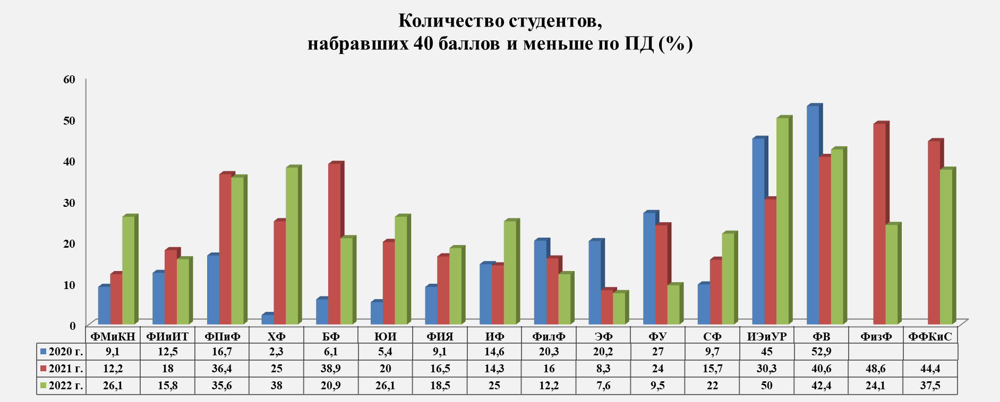 Количество студентов,
набравших 40 баллов и меньше по ПД (%)
60
50
40
30
20
10
0
ФМиКН ФИиИТ ФПиФ ХФ БФ ЮИ ФИЯ ИФ ФилФ ЭФ ФУ СФ ИЭиУР ФВ ФизФ ФФКиС
2020 г. 9,1 12,5 16,7 2,3 6,1 5,4 9,1 14,6 20,3 20,2 27 9,7 45 52,9
2021 г. 12,2 18 36,4 25 38,9 20 16,5 14,3 16 8,3 24 15,7 30,3 40,6 48,6 44,4
2022 г. 26,1 15,8 35,6 38 20,9 26,1 18,5 25 12,2 7,6 9,5 22 50 42,4 24,1 37,5